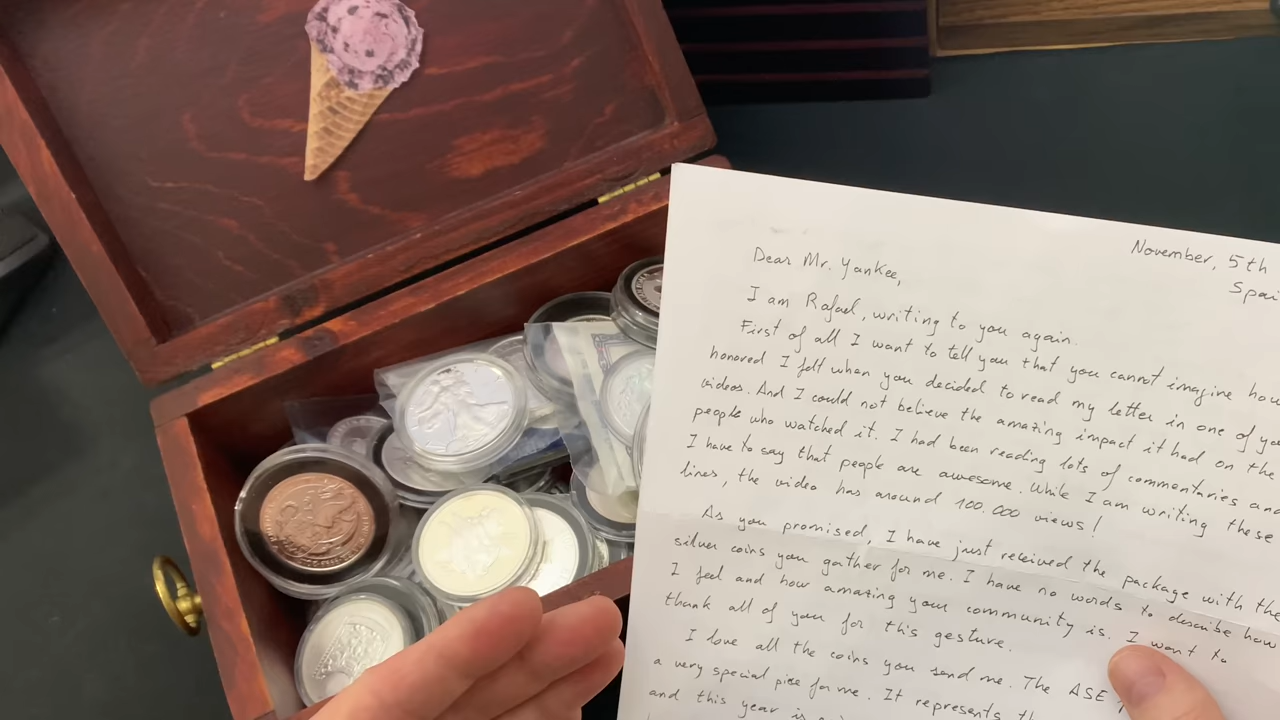 November, 5th
Spai
Dear Mr. Yankee,
I am Rafael, writing to you again.
First of all I want to tell you that you cannot imagine how
honored I felt when you decided to read my letter in one of you
videos. And I could not believe the amazing impact it had on the
people who watched it. I had been reading lots of commentaries and
I have to say that people are awesome. While I am writing these
lines, the video has around 100.000 views!
As you promised, I have just received the package with the
silver coins you gather for me. I have no words to describe how
I feel and how amazing your community is. I want to
thank all of you for this gesture.
I love all the coins you send me. The ASE
a very special piece for me. It represents th
and this year is